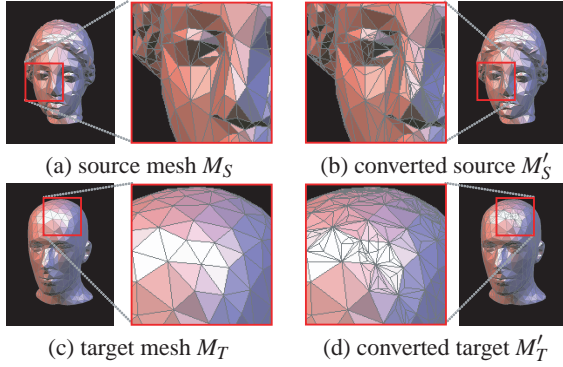 (a) source mesh M_S
(b) converted source M′_S
(c) target mesh M_T
(d) converted target M′_T